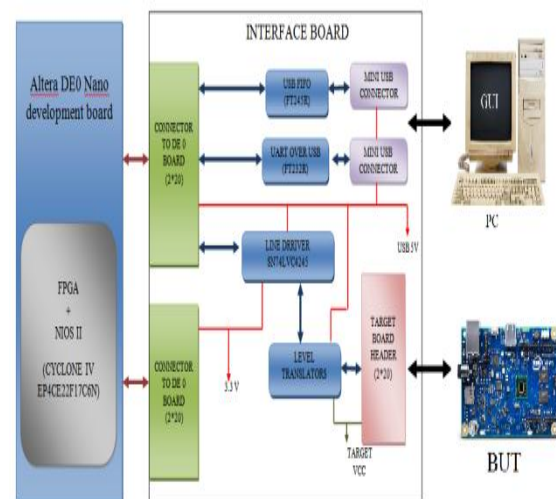 Altera DE0 Nano
development board
FPGA
+
NIOS II
(CYCLONE IV
EP4CE22F17C6N)
INTERFACE BOARD
CONNECTOR
TO DE 0
BOARD
(2*20)
USB FIFO
(FT245R)
MINI USB
CONNECTOR
UART OVER USB
(FT232R)
MINI USB
CONNECTOR
USB 5V
LINE DRRIVER
SN74LVC4245
CONNECTOR
TO DE 0
BOARD
(2*20)
3.3 V
LEVEL
TRANSLATORS
TARGET
BOARD
HEADER
(2*20)
TARGET
VCC
GUI
PC
BUT